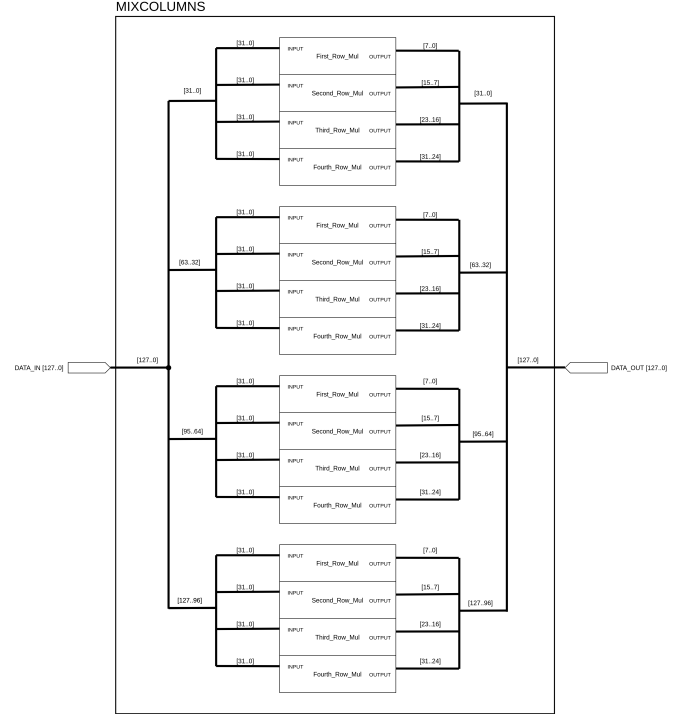 MIXCOLUMNS
[31..0] INPUT First_Row_Mul OUTPUT [7..0]
[31..0] [31..0] INPUT Second_Row_Mul OUTPUT [15..7] [31..0]
[31..0] INPUT Third_Row_Mul OUTPUT [23..16]
[31..0] INPUT Fourth_Row_Mul OUTPUT [31..24]
[31..0] INPUT First_Row_Mul OUTPUT [7..0]
[63..32] [31..0] INPUT Second_Row_Mul OUTPUT [15..7] [63..32]
[31..0] INPUT Third_Row_Mul OUTPUT [23..16]
[31..0] INPUT Fourth_Row_Mul OUTPUT [31..24]
DATA_IN [127..0] [127..0] [127..0] DATA_OUT [127..0]
[31..0] INPUT First_Row_Mul OUTPUT [7..0]
[95..64] [31..0] INPUT Second_Row_Mul OUTPUT [15..7] [95..64]
[31..0] INPUT Third_Row_Mul OUTPUT [23..16]
[31..0] INPUT Fourth_Row_Mul OUTPUT [31..24]
[31..0] INPUT First_Row_Mul OUTPUT [7..0]
[127..96] [31..0] INPUT Second_Row_Mul OUTPUT [15..7] [127..96]
[31..0] INPUT Third_Row_Mul OUTPUT [23..16]
[31..0] INPUT Fourth_Row_Mul OUTPUT [31..24]